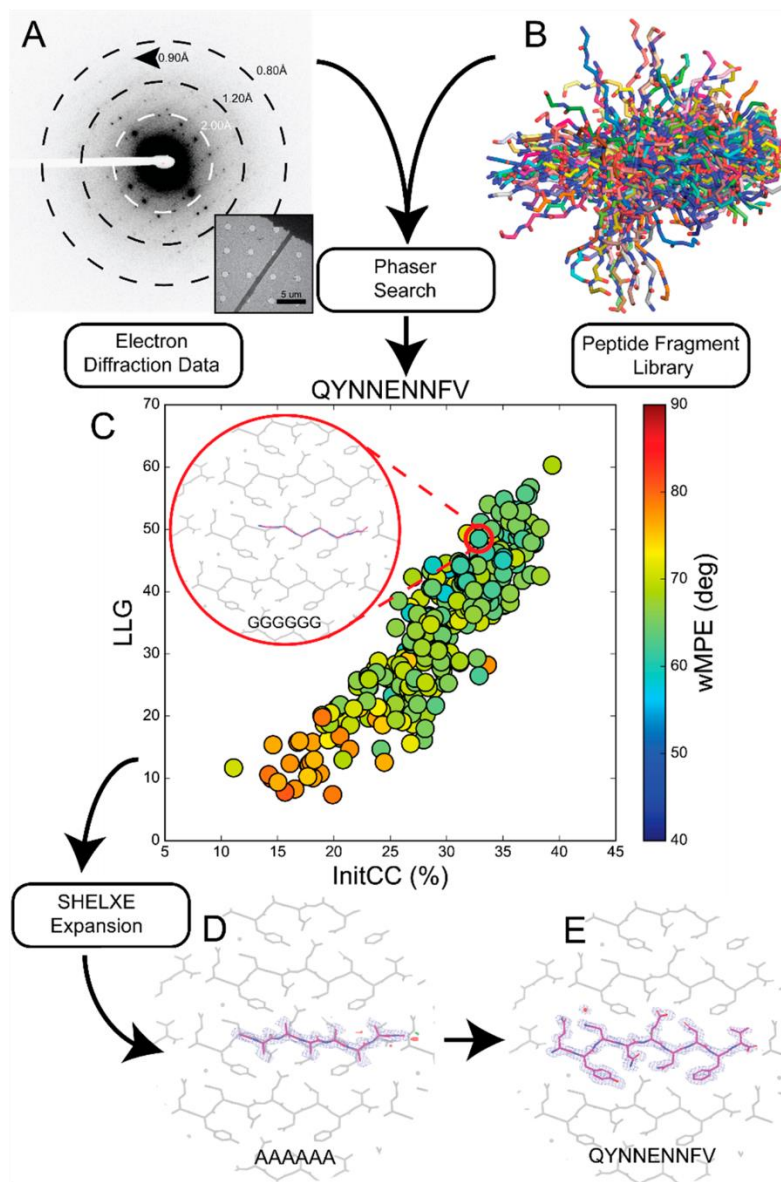 A
0.90Å
0.80Å
1.20Å
2.00Å
5 um
B
Phaser
Search
Electron
Diffraction Data
Peptide Fragment
Library
QYNNENNFV
C
70
60
50
40
30
20
10
0
LLG
GGGGGG
5
10
15
20
25
30
35
40
45
InitCC (%)
90
80
70
60
50
40
wMPE (deg)
SHELXE
Expansion
D
E
AAAAAA
QYNNENNFV